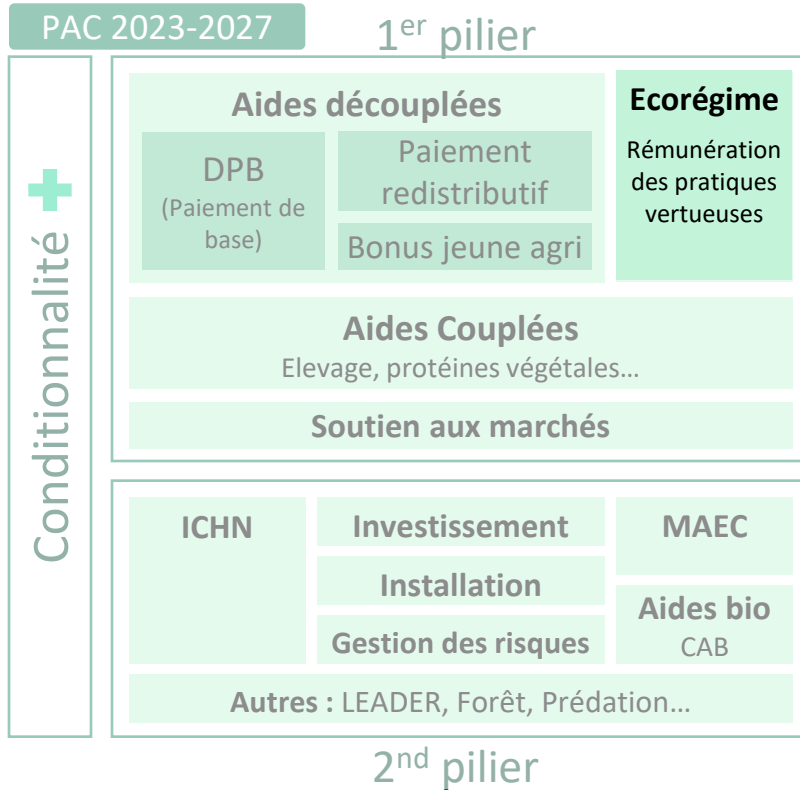 PAC 2023-2027
1er pilier
Conditionnalité +
Aides découplées
DPB
(Paiement de
base)
Paiement
redistributif
Bonus jeune agri
Ecorégime
Rémunération
des pratiques
vertueuses
Aides Couplées
Elevage, protéines végétales…
Soutien aux marchés
ICHN
Investissement
Installation
Gestion des risques
MAEC
Aides bio
CAB
Autres : LEADER, Forêt, Prédation…
2nd pilier